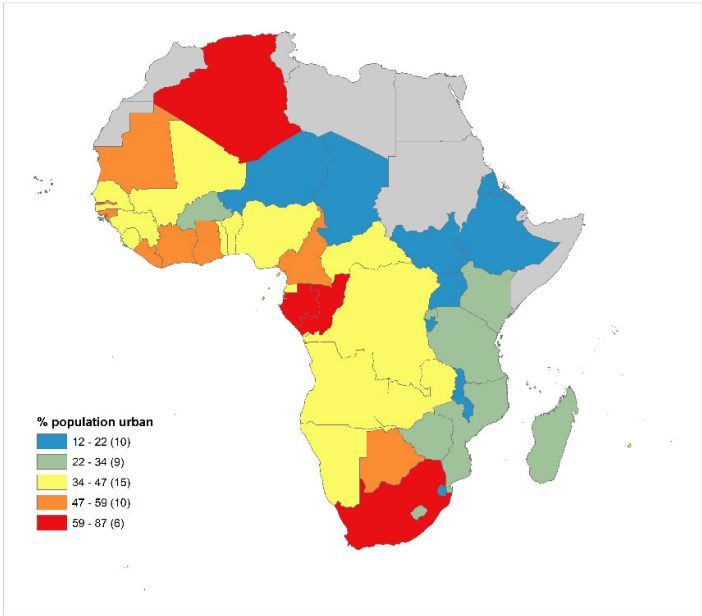 % population urban
12 - 22 (10)
22 - 34 (9)
34 - 47 (15)
47 - 59 (10)
59 - 87 (6)